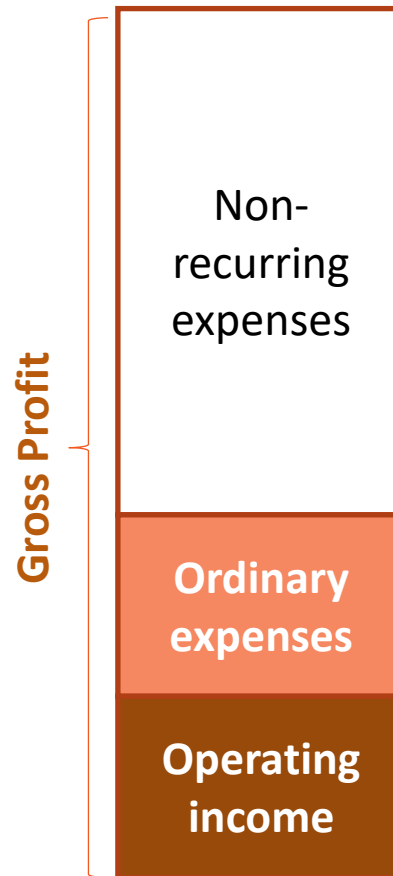 Gross Profit
Non-
recurring
expenses
Ordinary
expenses
Operating
income